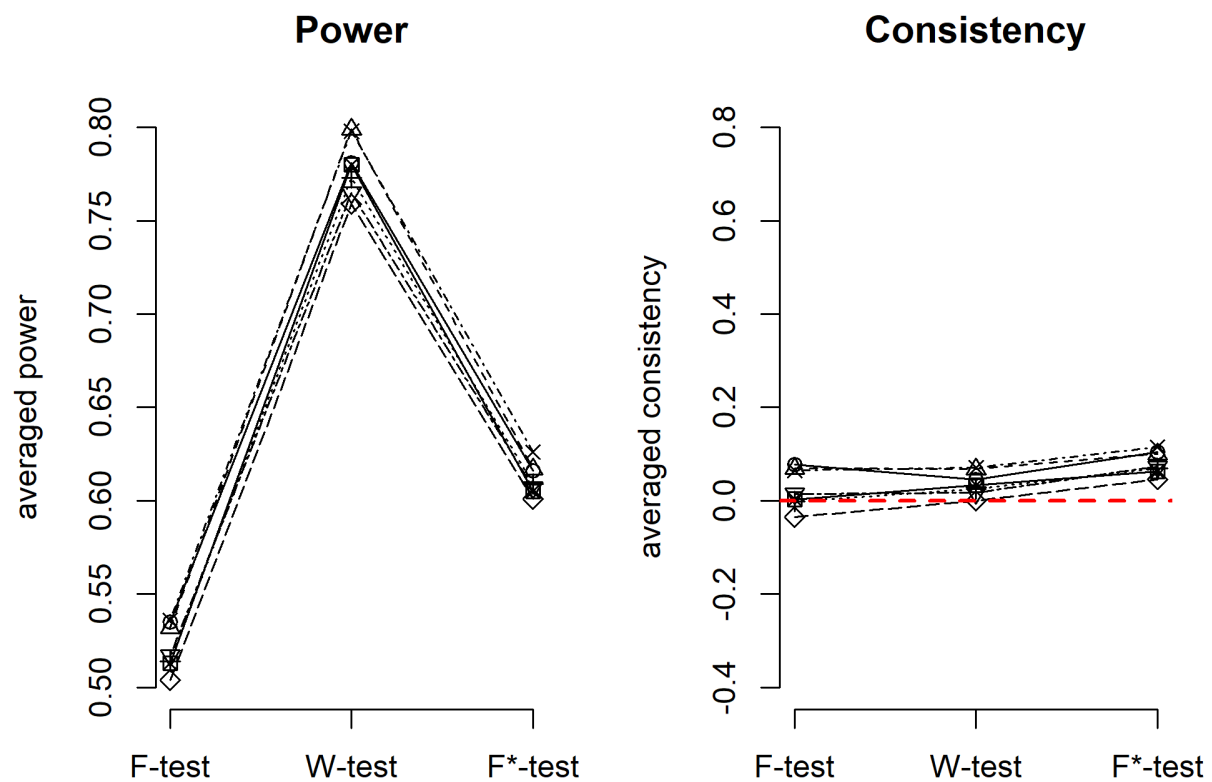 Power
averaged power
0.80
0.75
0.70
0.65
0.60
0.55
0.50
F-test W-test F*-test
Consistency
averaged consistency
0.8
0.6
0.4
0.2
0.0
-0.2
-0.4
F-test W-test F*-test